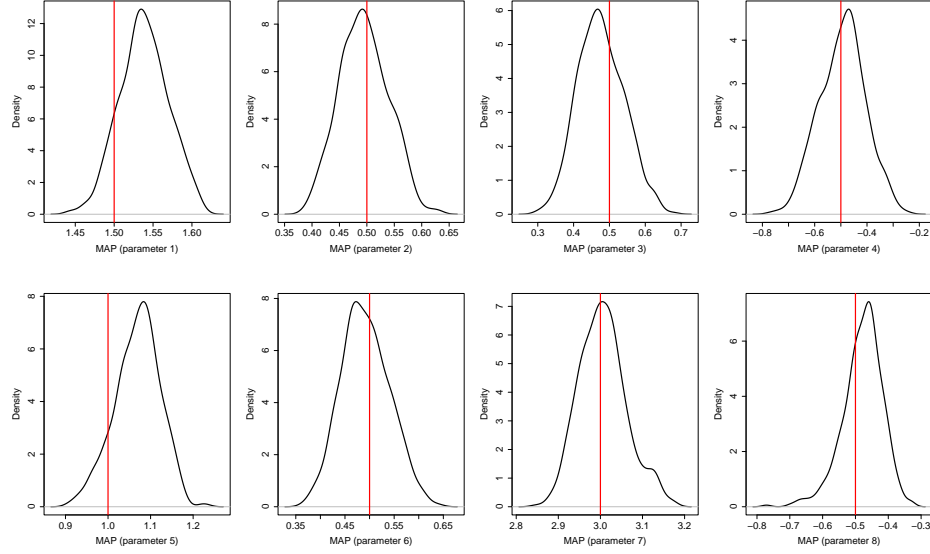 Density
0 2 4 6 8 10 12
1.45 1.50 1.55 1.60
MAP (parameter 1)
Density
0 2 4 6 8
0.35 0.40 0.45 0.50 0.55 0.60 0.65
MAP (parameter 2)
Density
0 1 2 3 4 5 6
0.3 0.4 0.5 0.6 0.7
MAP (parameter 3)
Density
0 1 2 3 4
−0.8 −0.6 −0.4 −0.2
MAP (parameter 4)
Density
0 2 4 6 8
0.9 1.0 1.1 1.2
MAP (parameter 5)
Density
0 2 4 6 8
0.35 0.45 0.55 0.65
MAP (parameter 6)
Density
0 1 2 3 4 5 6 7
2.8 2.9 3.0 3.1 3.2
MAP (parameter 7)
Density
0 2 4 6
−0.8 −0.7 −0.6 −0.5 −0.4 −0.3
MAP (parameter 8)